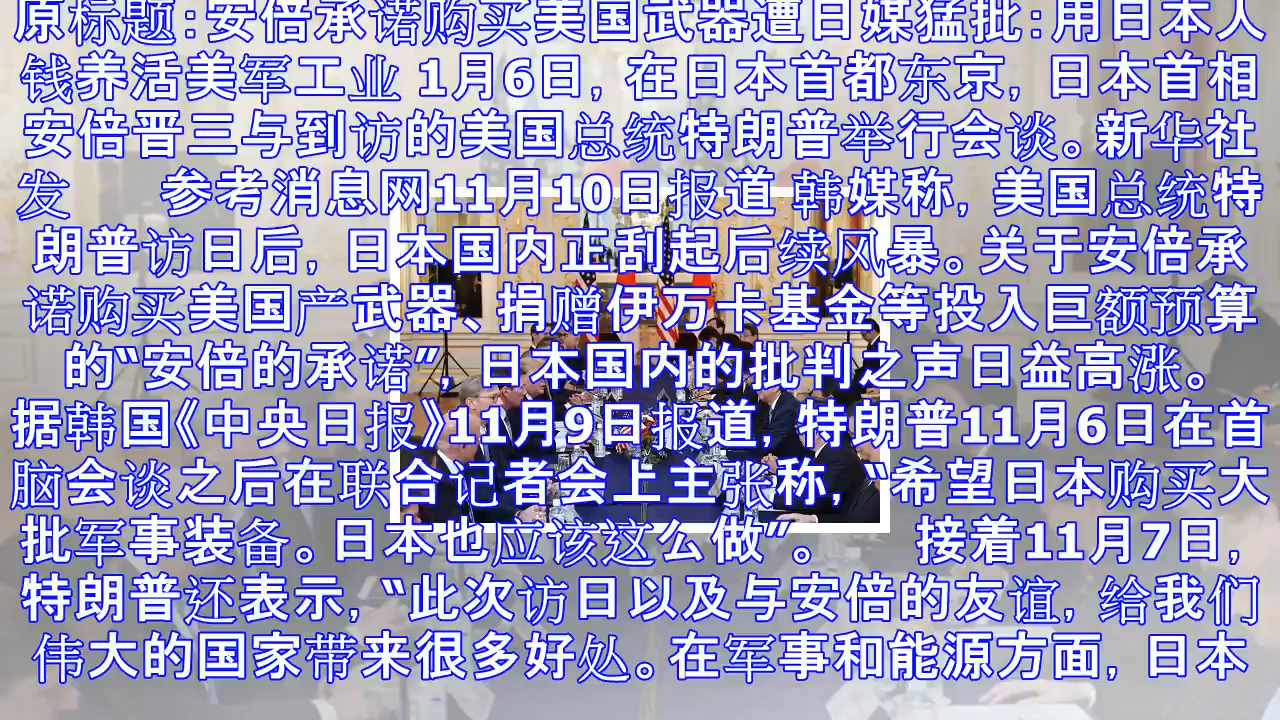 原标题:安倍承诺购买美国武器遭日媒猛批:用日本人
钱养活美军工业 1月6日, 在日本首都东京, 日本首相
安倍晋三与到访的美国总统特朗普举行会谈。新华社
发　　参考消息网11月10日报道 韩媒称, 美国总统特
朗普访日后, 日本国内正刮起后续风暴。关于安倍承
诺购买美国产武器、捐赠伊万卡基金等投入巨额预算
的“安倍的承诺”, 日本国内的批判之声日益高涨。
据韩国《中央日报》11月9日报道, 特朗普11月6日在首
脑会谈之后在联合记者会上主张称, “希望日本购买大
批军事装备。日本也应该这么做”。　　接着11月7日,
特朗普还表示, “此次访日以及与安倍的友谊, 给我们
伟大的国家带来很多好处。在军事和能源方面, 日本